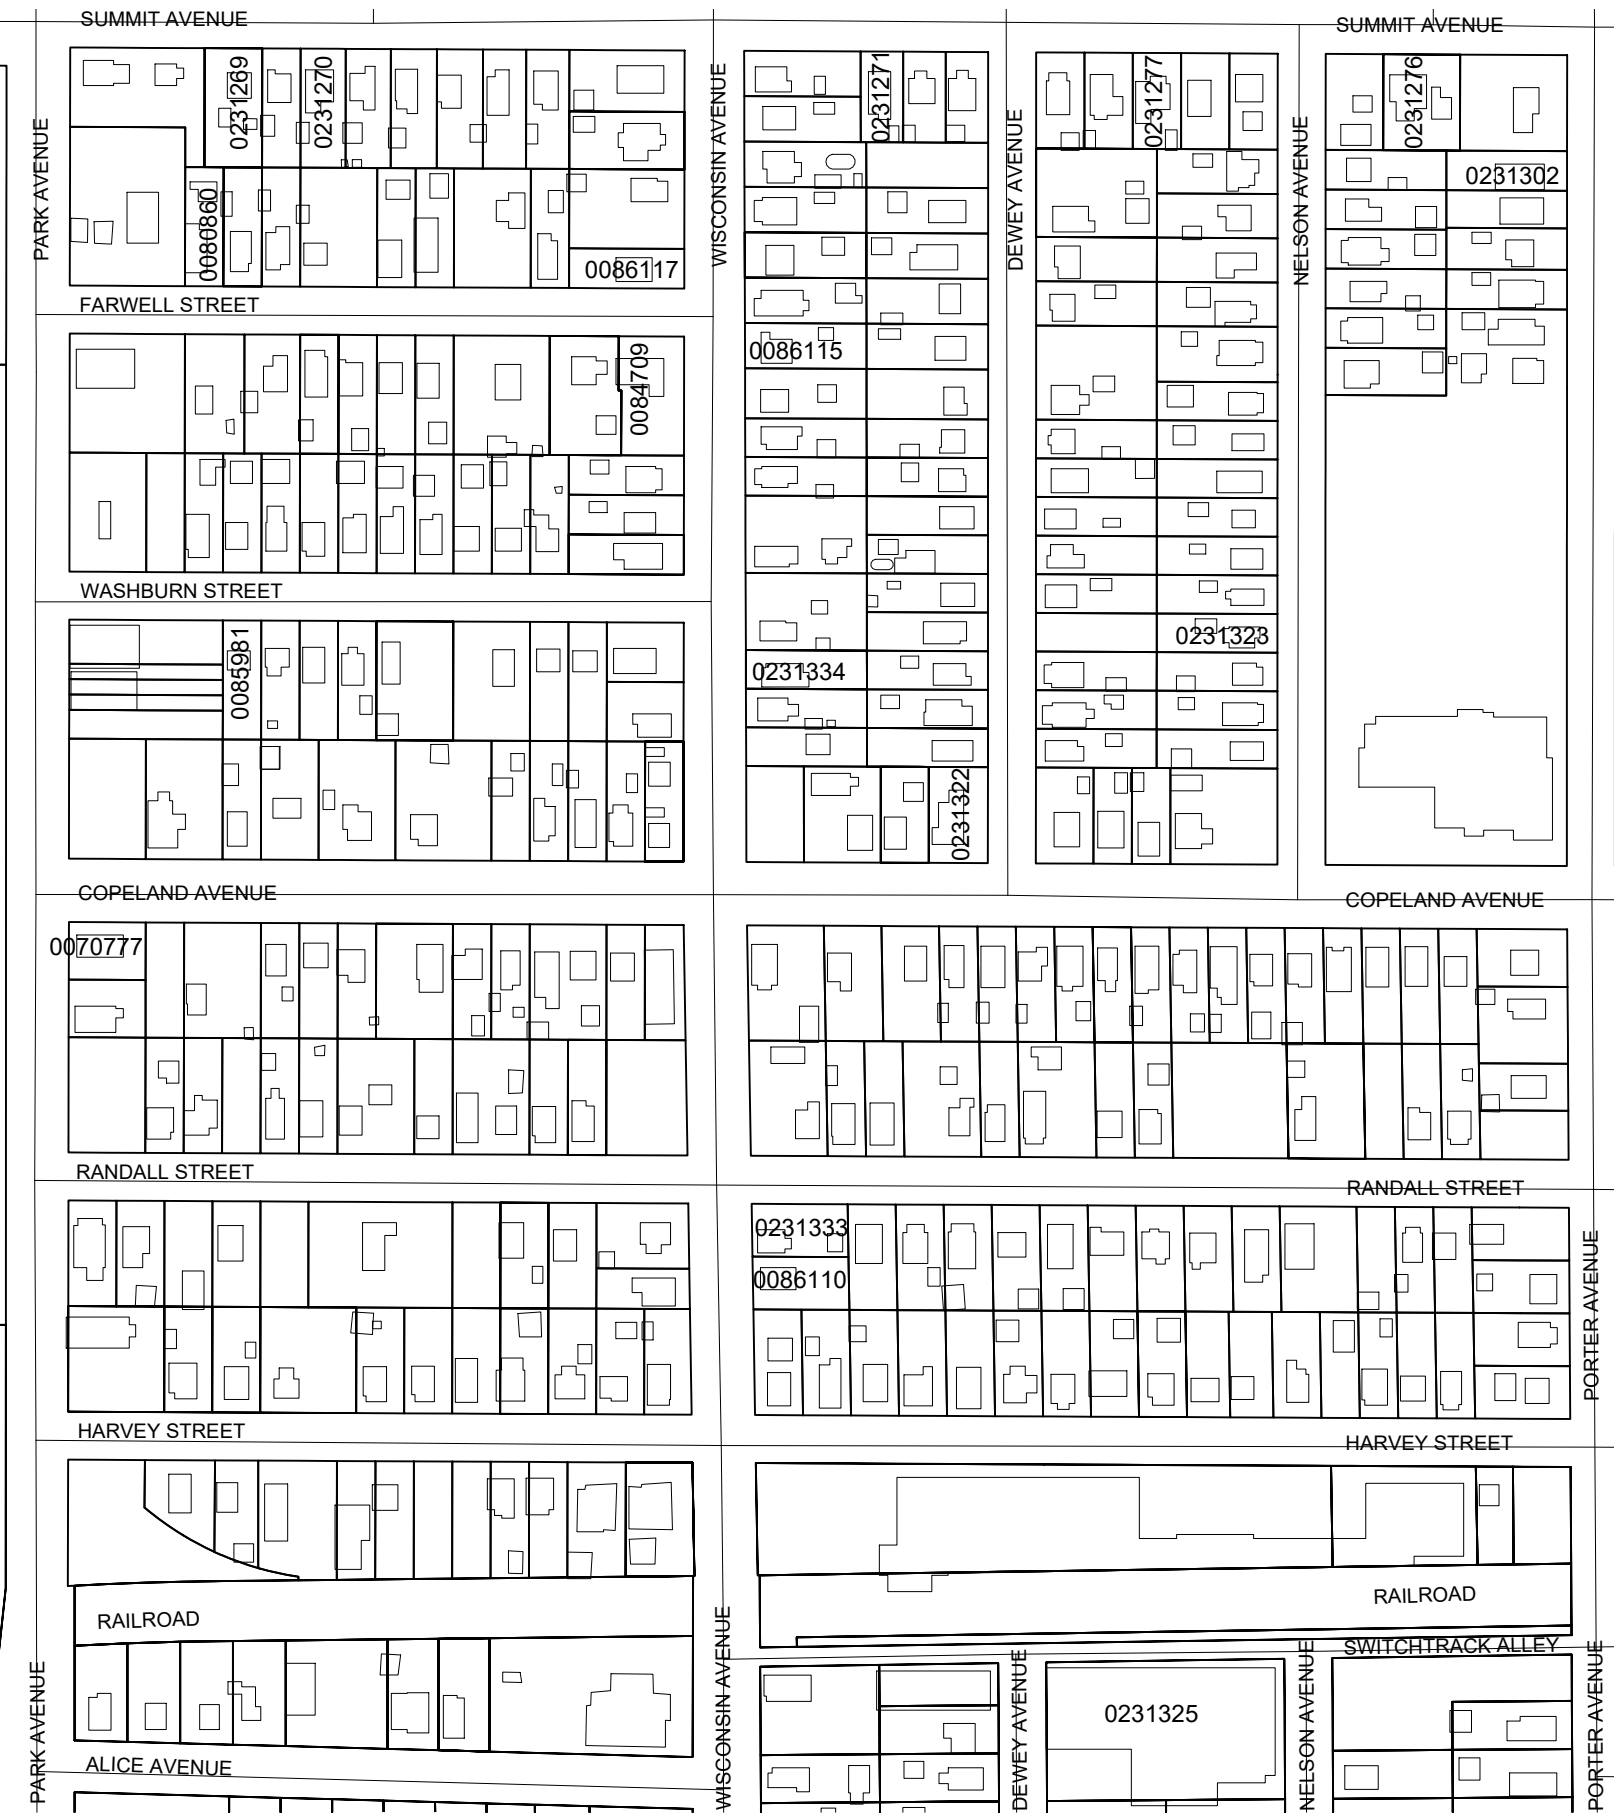 SUMMIT AVENUE
SUMMIT AVENUE
0231269
0231270
0231271
0231277
0231276
PARK AVENUE
WISCONSIN AVENUE
DEWEY AVENUE
NELSON AVENUE
0231302
0080860
0086117
FARWELL STREET
0086115
0084709
WASHBURN STREET
0085981
0231323
0231334
0231322
COPELAND AVENUE
COPELAND AVENUE
0070777
RANDALL STREET
RANDALL STREET
0231333
0086110
PORTER AVENUE
HARVEY STREET
HARVEY STREET
RAILROAD
RAILROAD
SWITCHTRACK ALLEY
PARK AVENUE
WISCONSIN AVENUE
DEWEY AVENUE
NELSON AVENUE
PORTER AVENUE
0231325
ALICE AVENUE